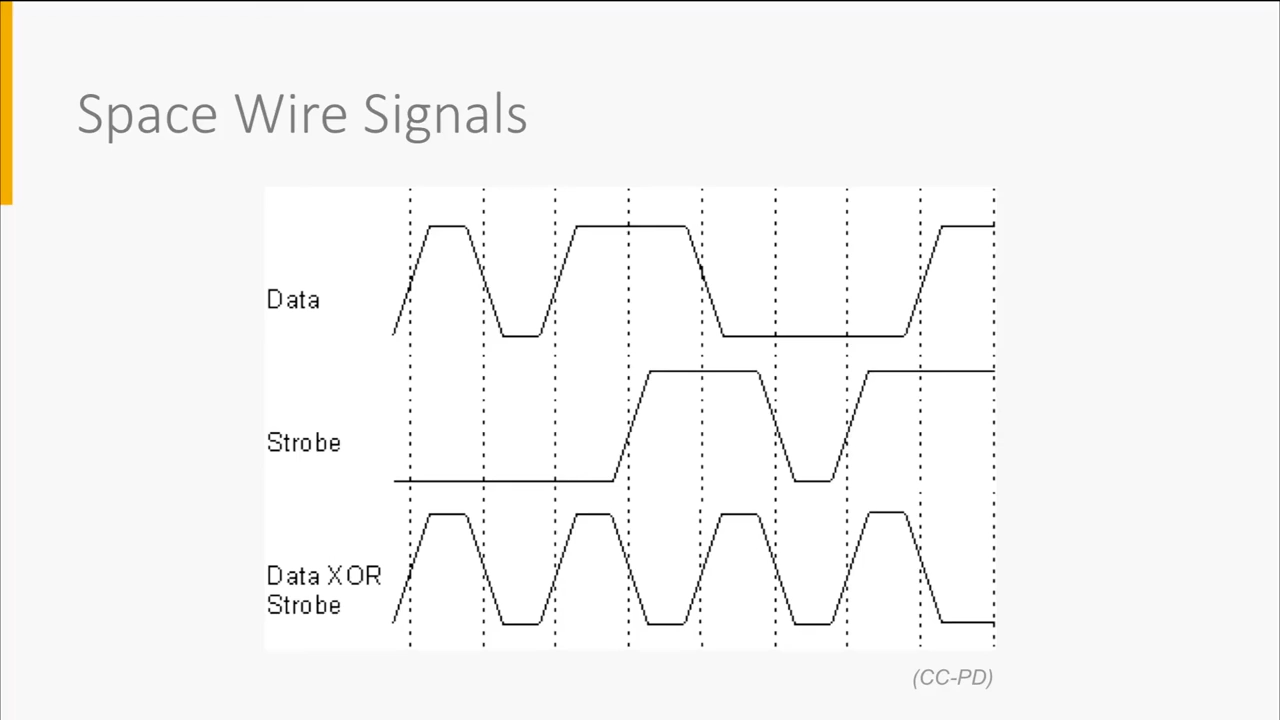 Space Wire Signals
Data
Strobe
Data XOR
Strobe
(CC-PD)